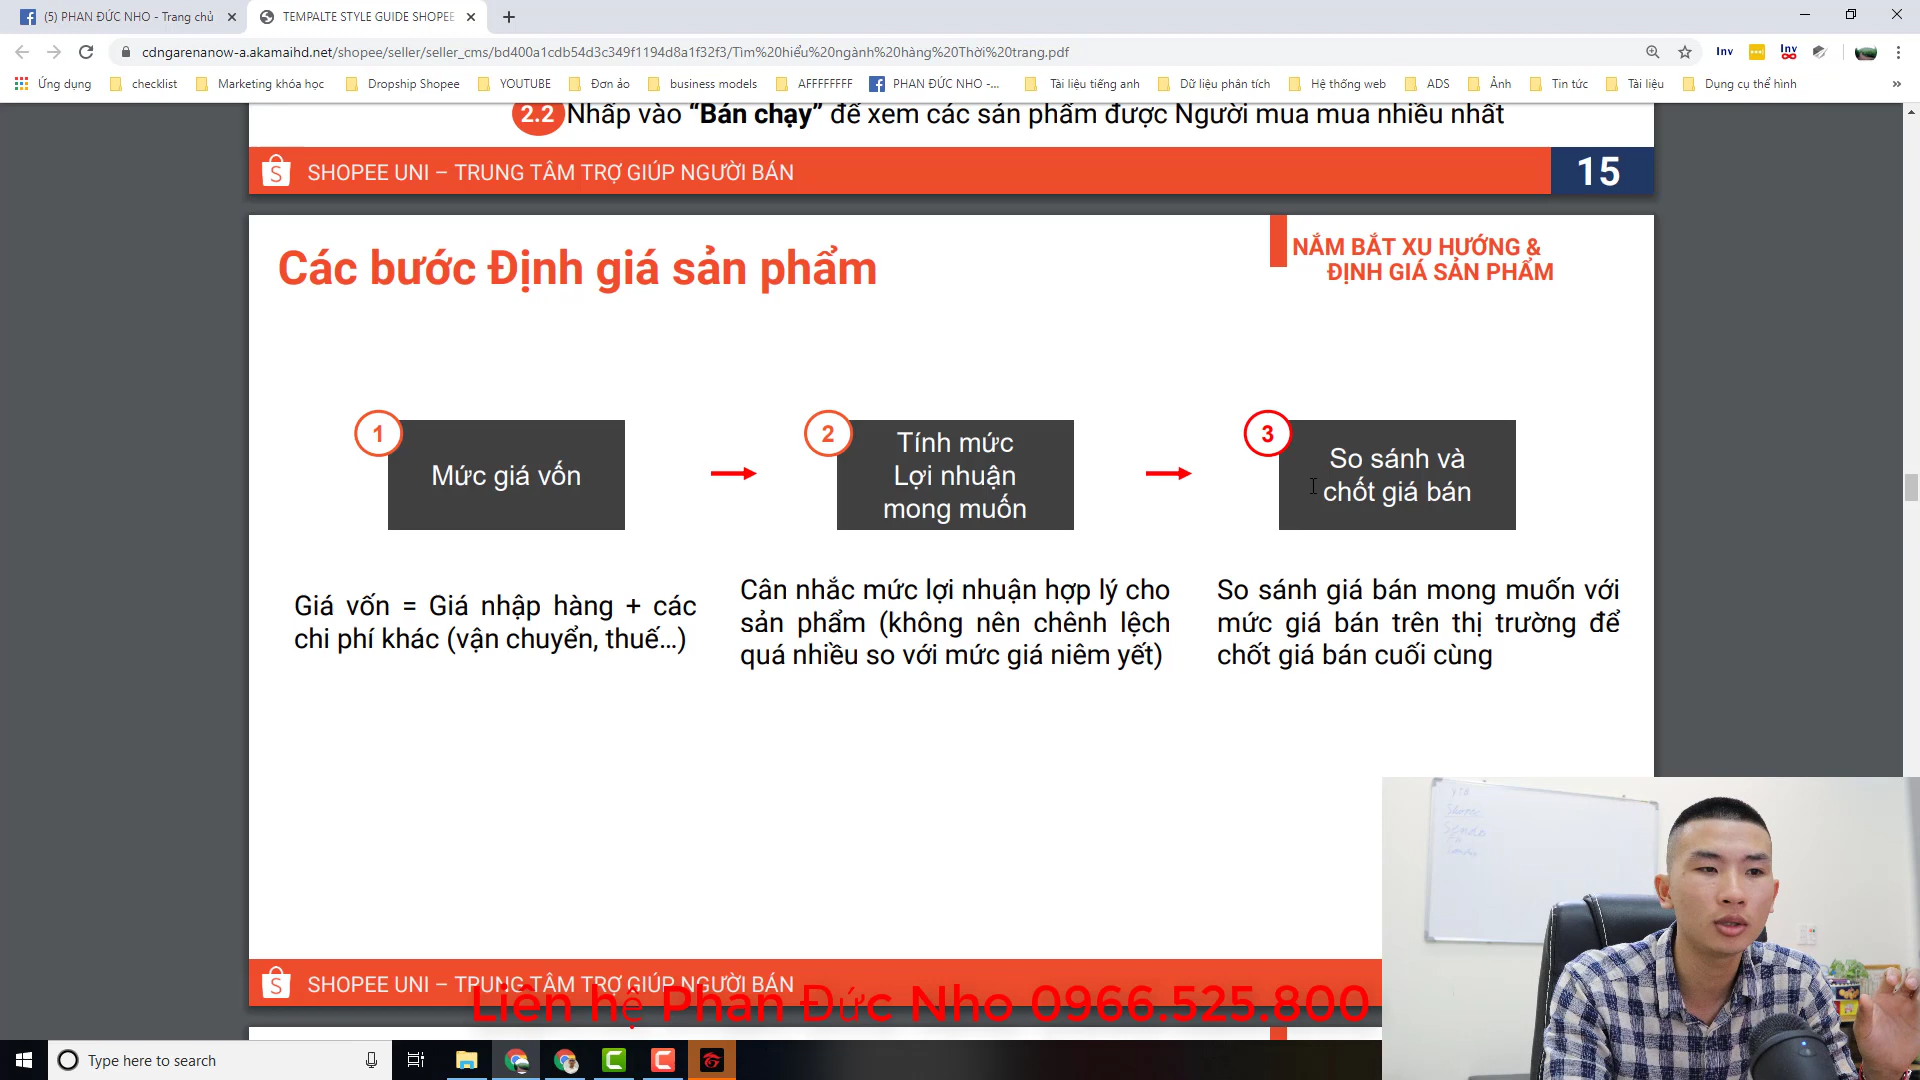 (5) PHAN ĐỨC NHO - Trang chủ
TEMPALTE STYLE GUIDE SHOPEE
cdngarenanow-a.akamaihd.net/shopee/seller/seller_cms/bd400a1cdb54d3c349f1194d8a1f32f3/Tìm%20hiểu%20ngành%20hàng%20Thời%20trang.pdf
Inv
Inv
Ứng dụng
checklist
Marketing khóa học
Dropship Shopee
YOUTUBE
Đơn ảo
business models
AFFFFFFFF
PHAN ĐỨC NHO -...
Tài liệu tiếng anh
Dữ liệu phân tích
Hệ thống web
ADS
Ảnh
Tin tức
Tài liệu
Dụng cụ thể hình
»
2.2 Nhấp vào “Bán chạy” để xem các sản phẩm được Người mua mua nhiều nhất
SHOPEE UNI – TRUNG TÂM TRỢ GIÚP NGƯỜI BÁN
15
Các bước Định giá sản phẩm
NẮM BẮT XU HƯỚNG &
ĐỊNH GIÁ SẢN PHẨM
1
Mức giá vốn
2
Tính mức
Lợi nhuận
mong muốn
3
So sánh và
chốt giá bán
Giá vốn = Giá nhập hàng + các
chi phí khác (vận chuyển, thuế...)
Cân nhắc mức lợi nhuận hợp lý cho
sản phẩm (không nên chênh lệch
quá nhiều so với mức giá niêm yết)
So sánh giá bán mong muốn với
mức giá bán trên thị trường để
chốt giá bán cuối cùng
SHOPEE UNI – TRUNG TÂM TRỢ GIÚP NGƯỜI BÁN
Liên hệ Phan Đức Nho 0966.525.800
Type here to search